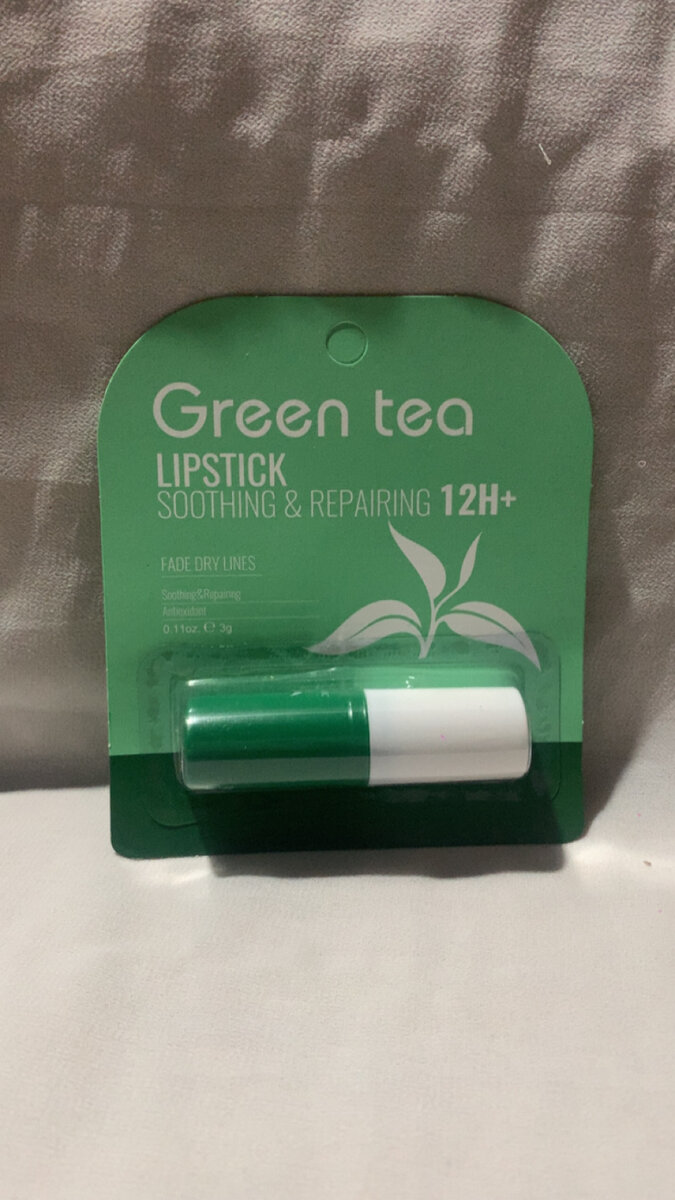 Green tea
LIPSTICK
SOOTHING & REPAIRING 12H+
FADE DRY LINES
Soothing&Repairing
Antioxidant
0.11oz. ℮ 3g